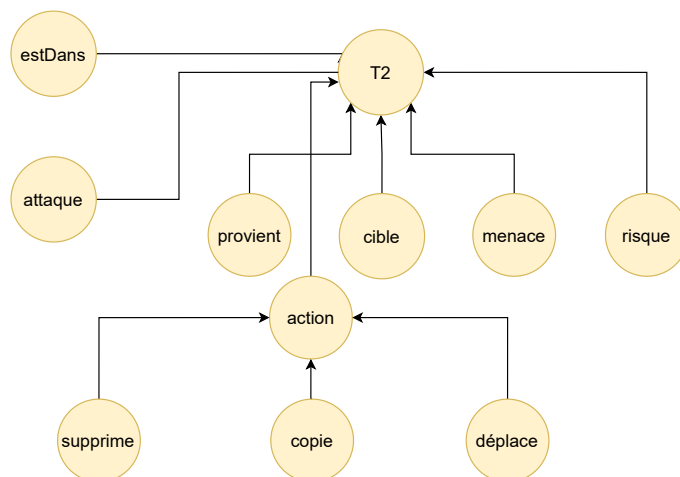 estDans
T2
attaque
provient
cible
menace
risque
action
supprime
copie
déplace